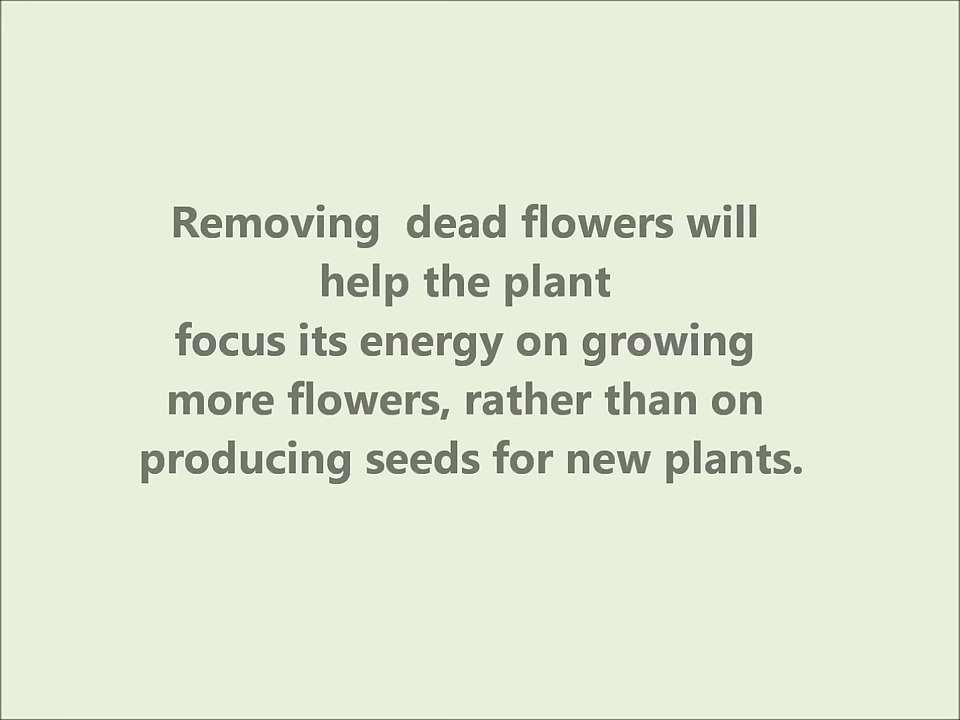 Removing  dead flowers will
help the plant
focus its energy on growing
more flowers, rather than on
producing seeds for new plants.